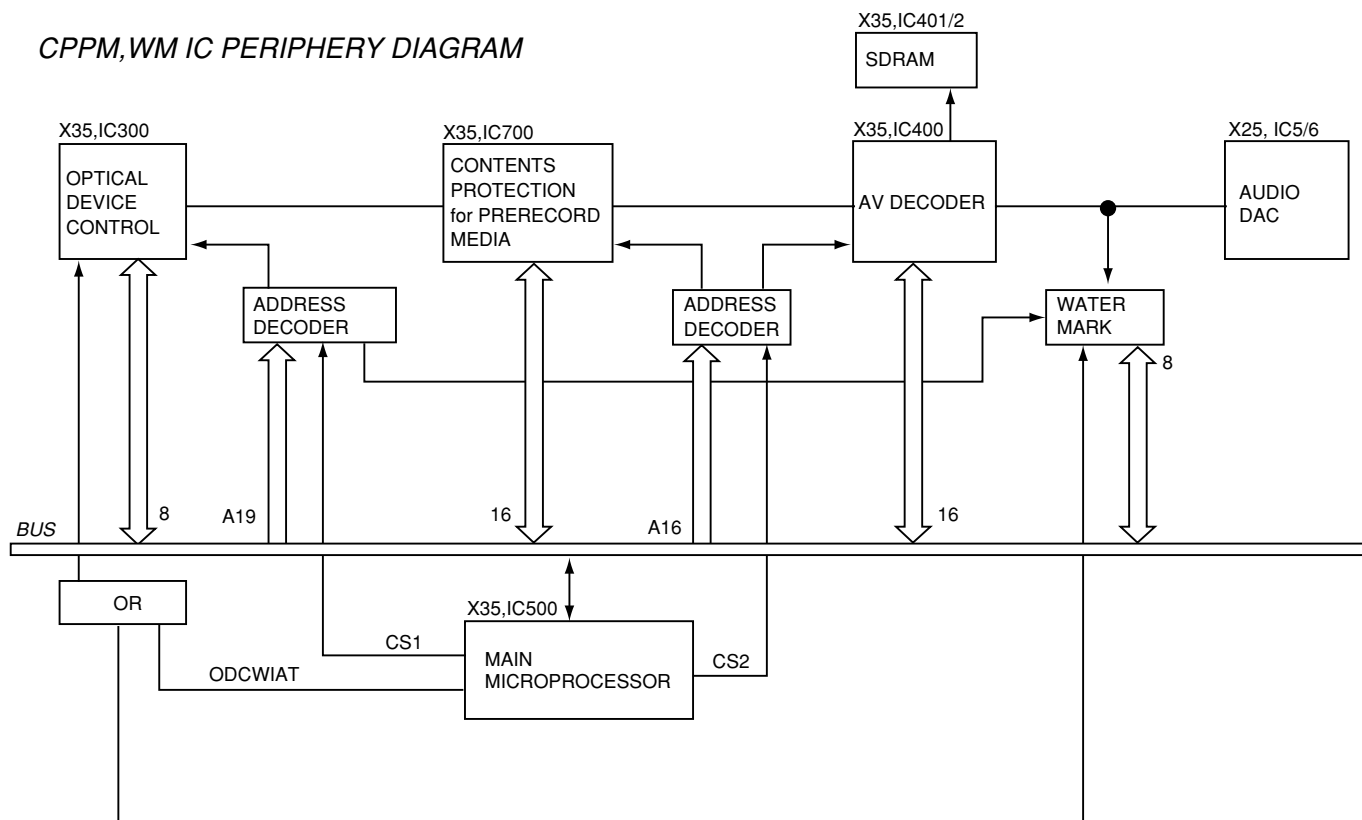 CPPM,WM IC PERIPHERY DIAGRAM
X35,IC401/2
SDRAM
X35,IC300
OPTICAL
DEVICE
CONTROL
X35,IC700
CONTENTS
PROTECTION
for PRERECORD
MEDIA
X35,IC400
AV DECODER
X25, IC5/6
AUDIO
DAC
ADDRESS
DECODER
ADDRESS
DECODER
WATER
MARK
8
BUS
8
A19
16
A16
16
OR
X35,IC500
MAIN
MICROPROCESSOR
CS1
CS2
ODCWIAT